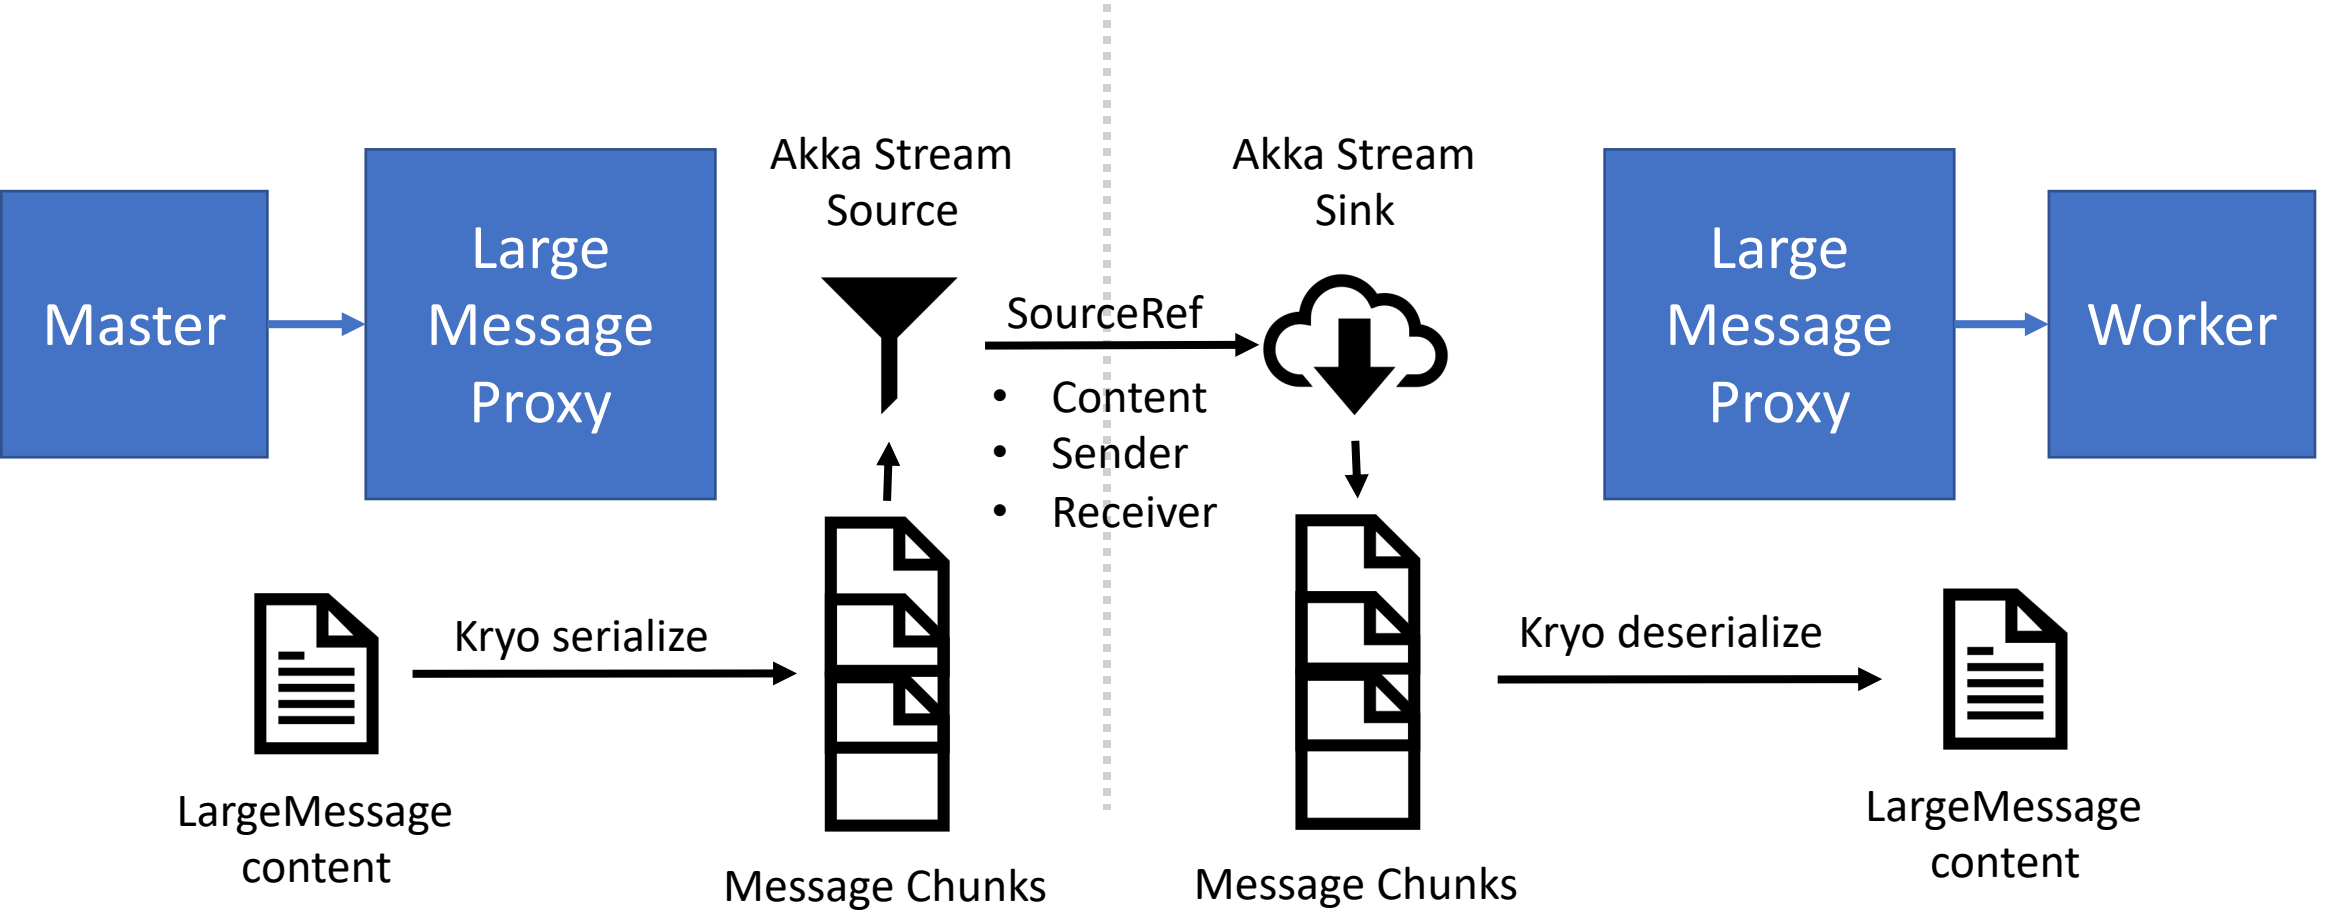 Master
Large
Message
Proxy
Akka Stream
Source
SourceRef
• Content
• Sender
• Receiver
Akka Stream
Sink
Large
Message
Proxy
Worker
LargeMessage
content
Kryo serialize
Message Chunks
Message Chunks
Kryo deserialize
LargeMessage
content